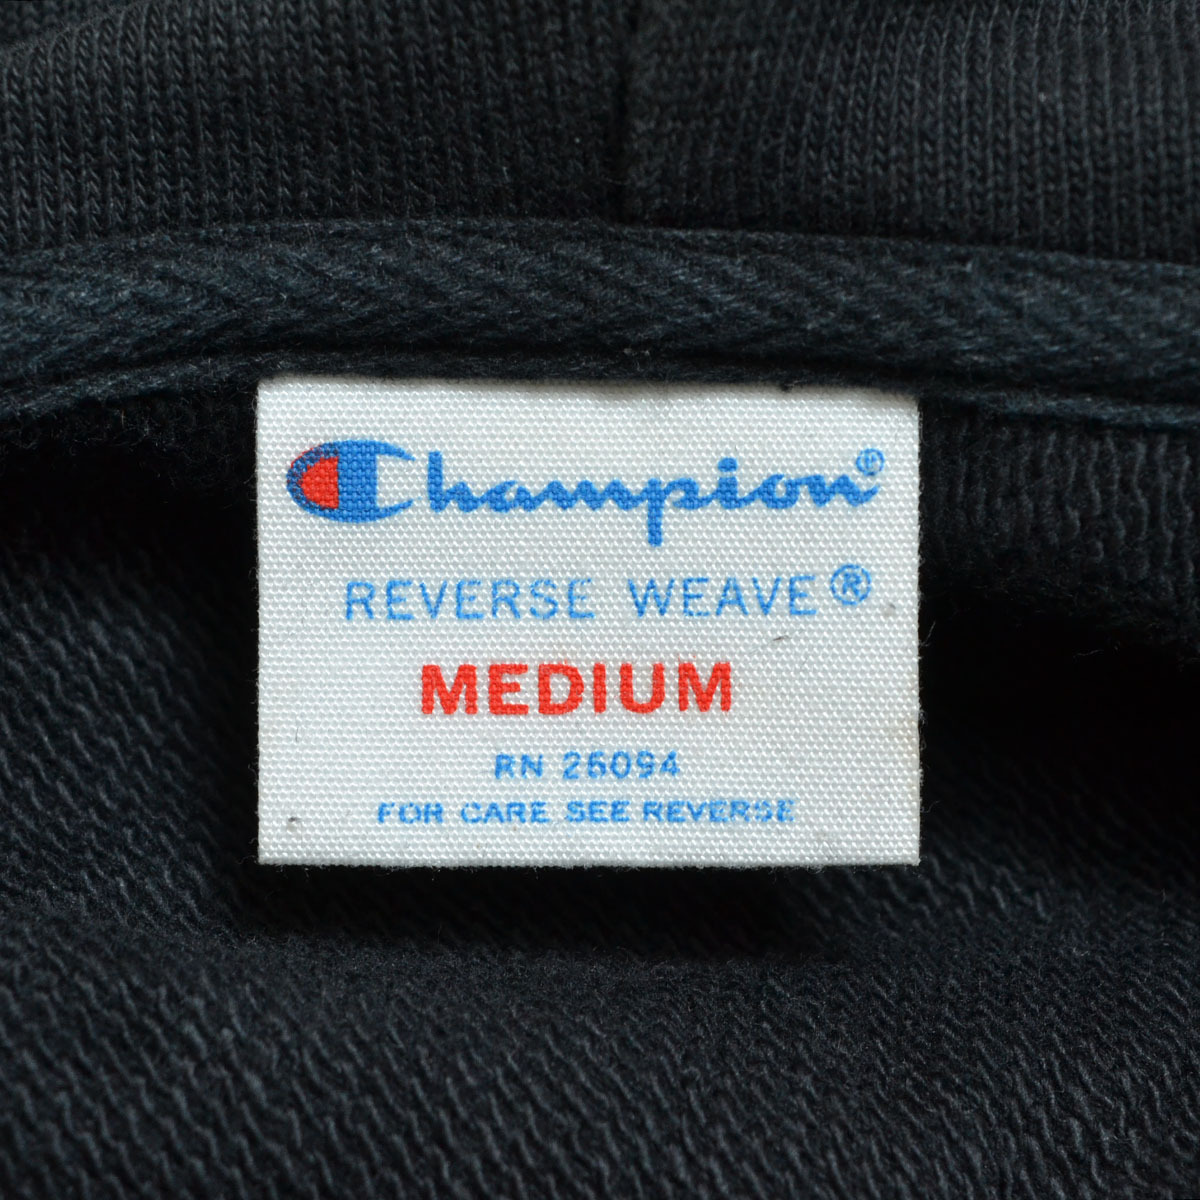 Champion®
REVERSE WEAVE®
MEDIUM
RN 26094
FOR CARE SEE REVERSE